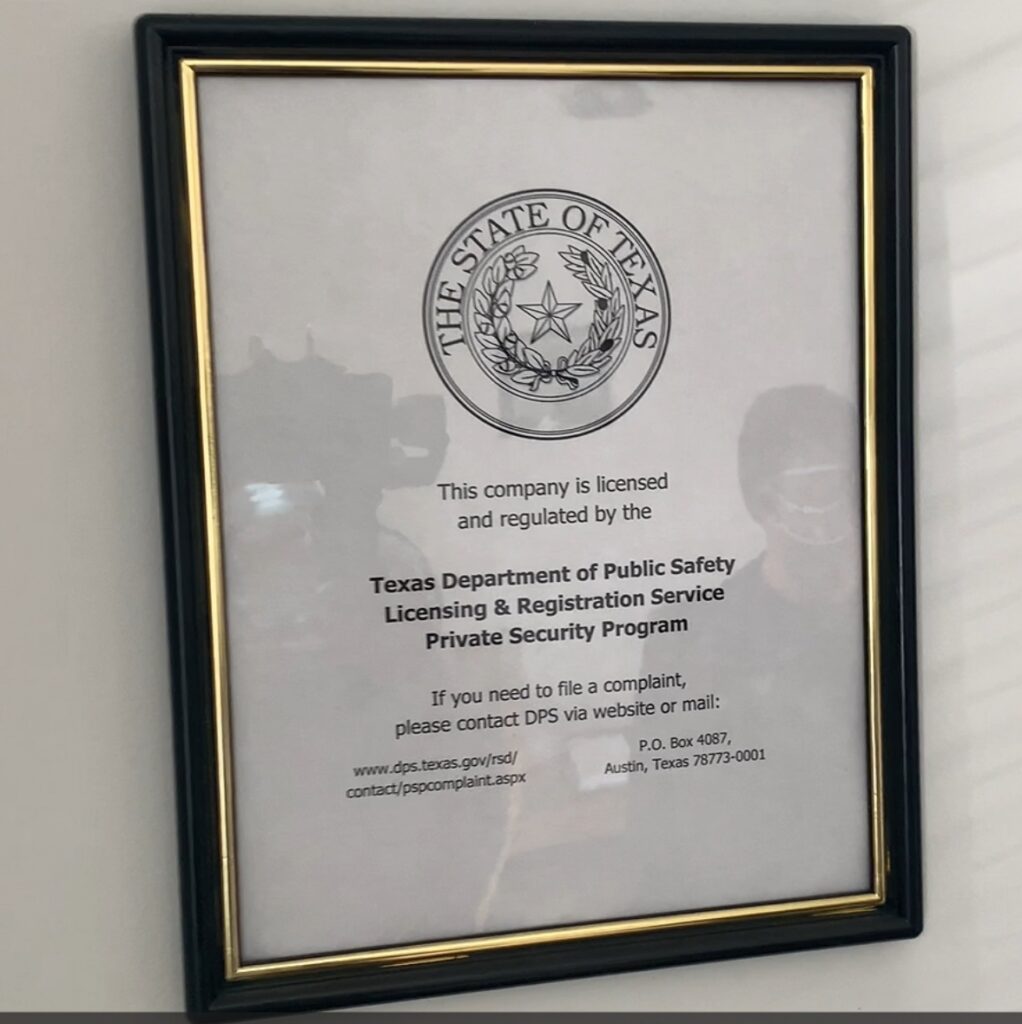 THE STATE OF TEXAS
This company is licensed
and regulated by the
Texas Department of Public Safety
Licensing & Registration Service
Private Security Program
If you need to file a complaint,
please contact DPS via website or mail:
www.dps.texas.gov/rsd/
contact/pspcomplaint.aspx
P.O. Box 4087,
Austin, Texas 78773-0001